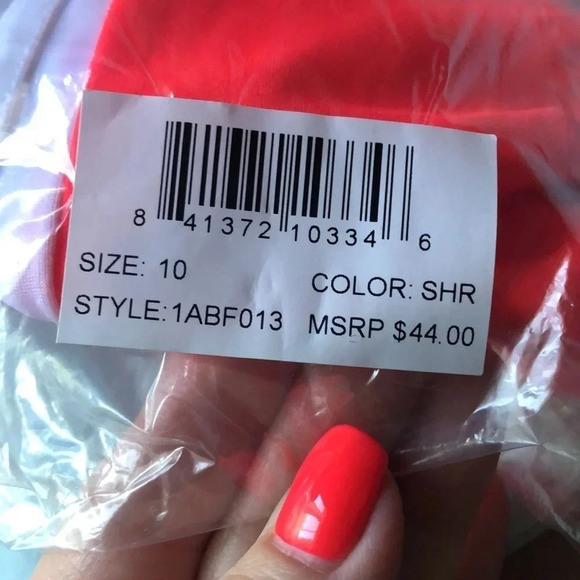 8 41372 10334 6
SIZE: 10 COLOR: SHR
STYLE:1ABF013 MSRP $44.00